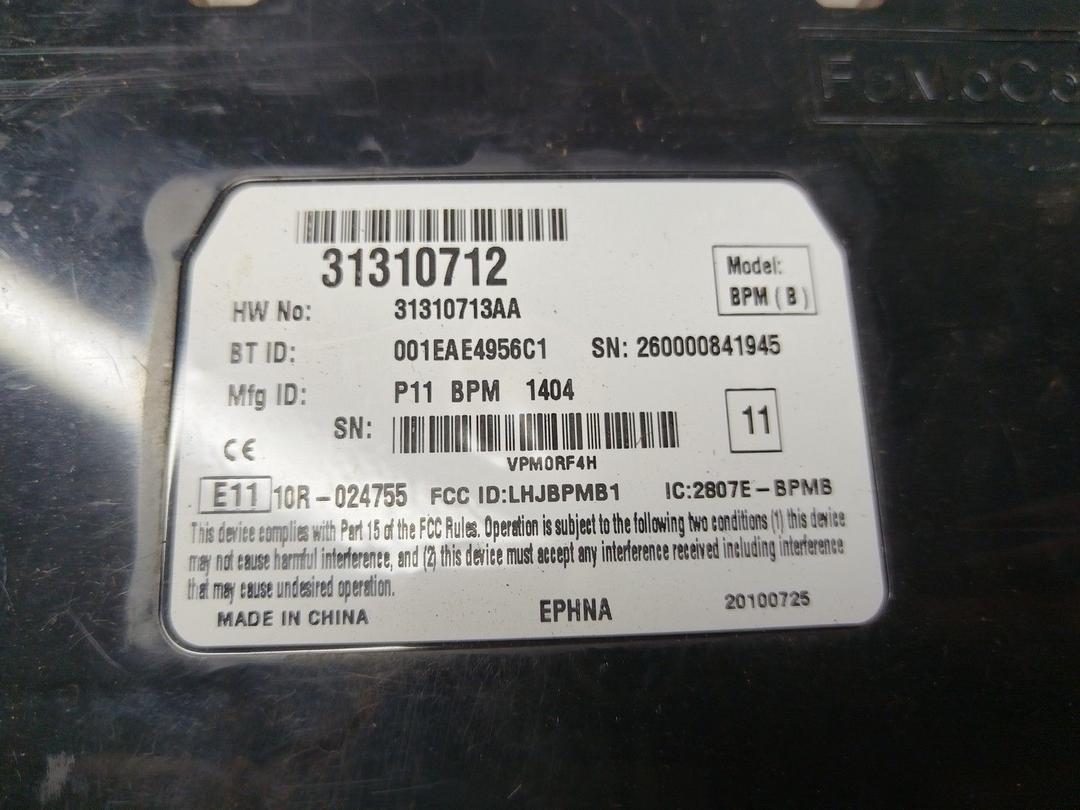 FoMoCo
31310712
Model:
BPM (B)
HW No: 31310713AA
BT ID: 001EAE4956C1 SN: 260000841945
Mfg ID: P11 BPM 1404
SN:
11
VPM0RF4H
CE
E11 10R-024755 FCC ID:LHJBPMB1 IC:2807E-BPMB
This device complies with Part 15 of the FCC Rules. Operation is subject to the following two conditions (1) this device
may not cause harmful interference, and (2) this device must accept any interference received including interference
that may cause undesired operation.
MADE IN CHINA EPHNA 20100725